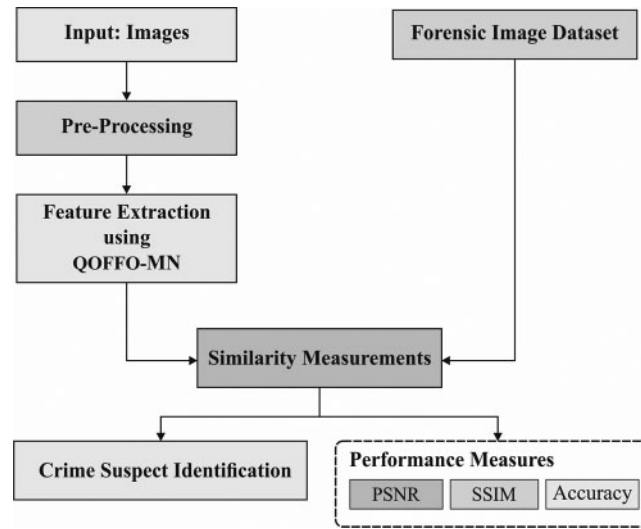 Input: Images
Forensic Image Dataset
Pre-Processing
Feature Extraction
using
QOFFO-MN
Similarity Measurements
Crime Suspect Identification
Performance Measures
PSNR
SSIM
Accuracy